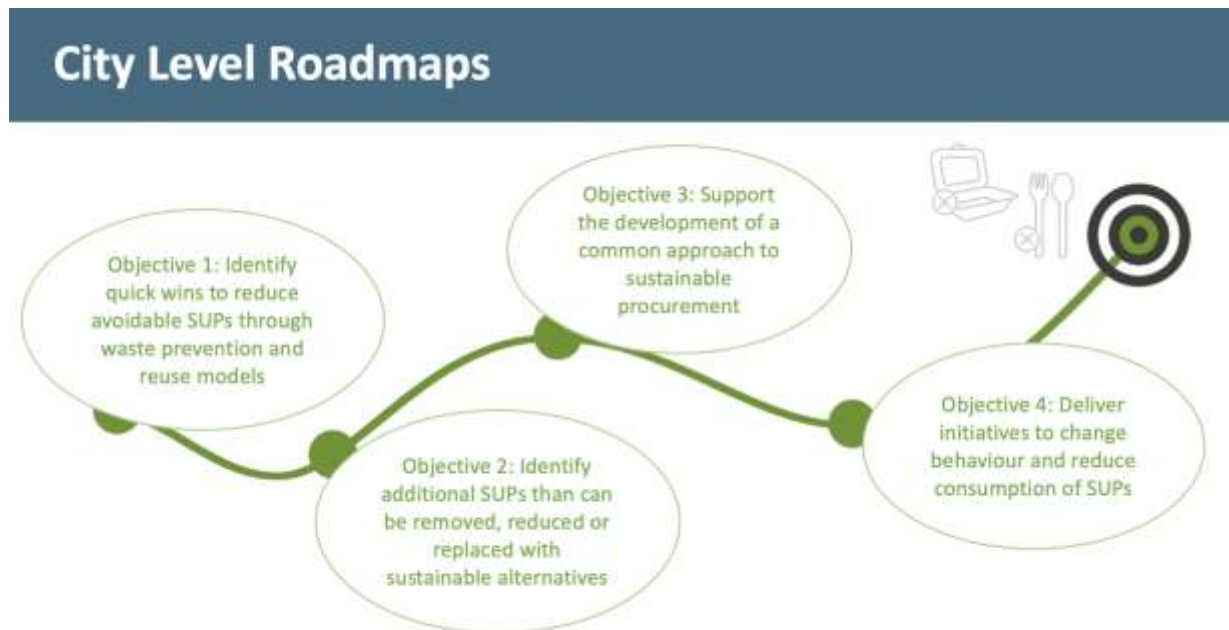 City Level Roadmaps
Objective 1: Identify
quick wins to reduce
avoidable SUPs through
waste prevention and
reuse models
Objective 2: Identify
additional SUPs than can
be removed, reduced or
replaced with
sustainable alternatives
Objective 3: Support
the development of a
common approach to
sustainable
procurement
Objective 4: Deliver
initiatives to change
behaviour and reduce
consumption of SUPs